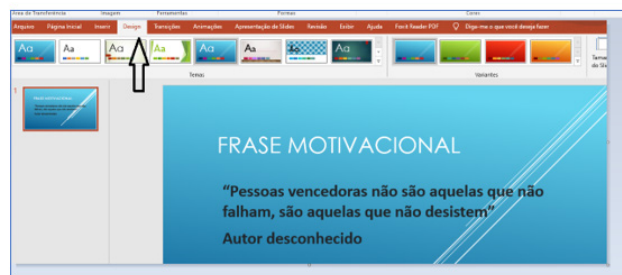 Área de Transferência Imagem Ferramentas Formas Cores
Arquivo Página Inicial Inserir Design Transições Animações Apresentação de Slides Revisão Exibir Ajuda Foxit Reader PDF Diga-me o que você deseja fazer
Aa Aa Aa Aa Aa Aa Aa Aa
Temas Variantes
Tama
do Sli
1
FRASE MOTIVACIONAL
“Pessoas vencedoras não são aquelas que não
falham, são aquelas que não desistem”
Autor desconhecido